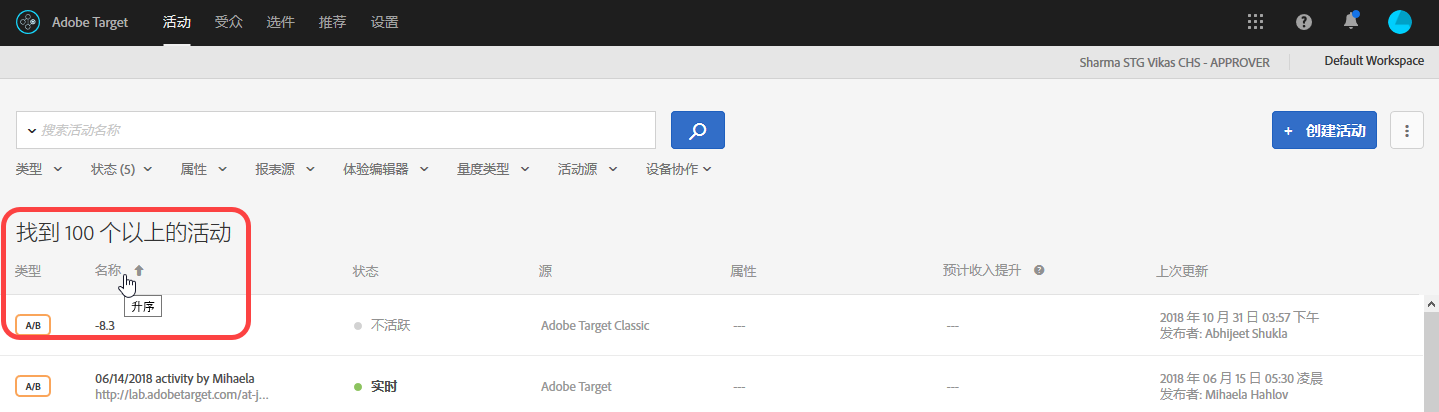 Adobe Target 活动 受众 选件 推荐 设置
Sharma STG Vikas CHS - APPROVER Default Workspace
搜索活动名称
+ 创建活动
类型 状态 (5) 属性 报表源 体验编辑器 量度类型 活动源 设备协作
找到 100 个以上的活动
类型 名称 状态 源 属性 预计收入提升 上次更新
升序
A/B -8.3 不活跃 Adobe Target Classic --- --- 2018 年 10 月 31 日 03:57 下午
发布者: Abhijeet Shukla
A/B 06/14/2018 activity by Mihaela 实时 Adobe Target --- --- 2018 年 06 月 15 日 05:30 凌晨
http://lab.adobetarget.com/at-j... 发布者: Mihaela Hahlov